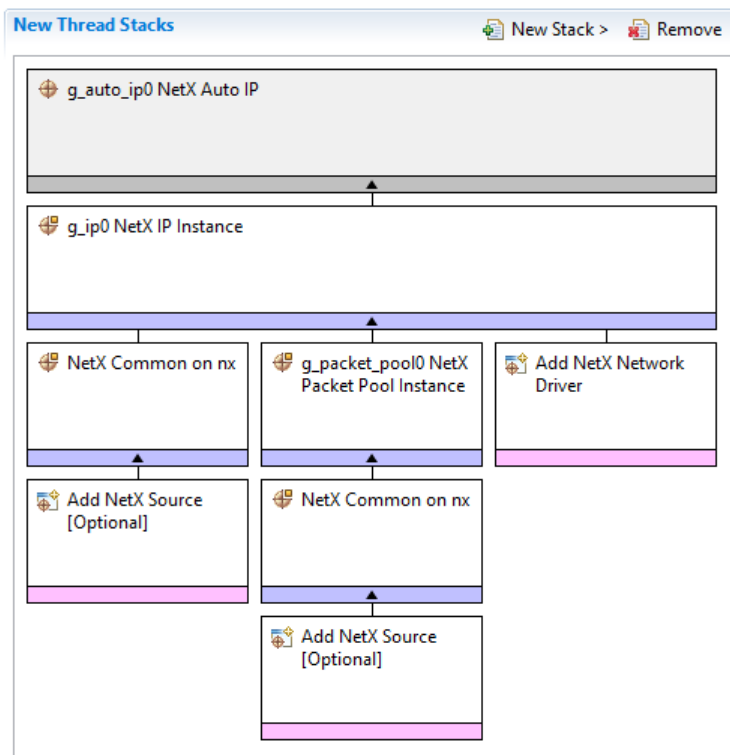 New Thread Stacks
New Stack >
Remove
g_auto_ip0 NetX Auto IP
g_ip0 NetX IP Instance
NetX Common on nx
g_packet_pool0 NetX
Packet Pool Instance
Add NetX Network
Driver
Add NetX Source
[Optional]
NetX Common on nx
Add NetX Source
[Optional]